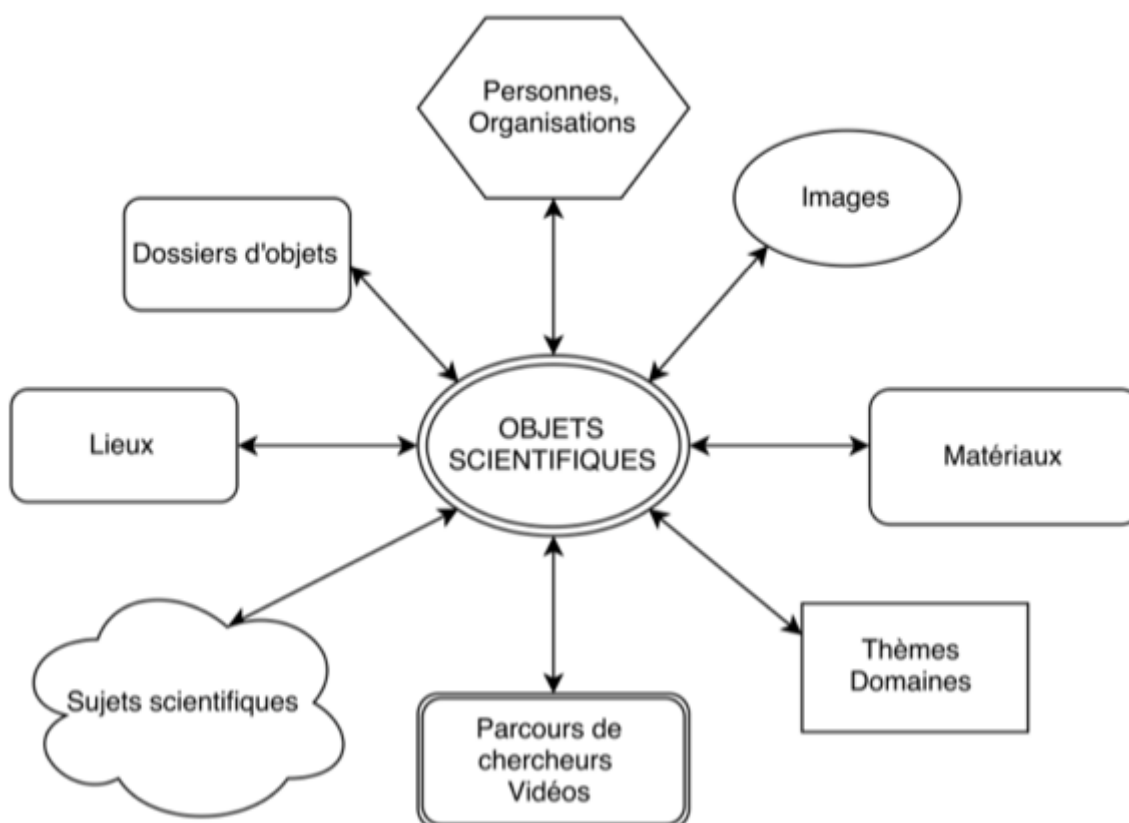 Personnes,
Organisations
Images
Dossiers d'objets
OBJETS
SCIENTIFIQUES
Lieux
Matériaux
Thèmes
Domaines
Sujets scientifiques
Parcours de
chercheurs
Vidéos